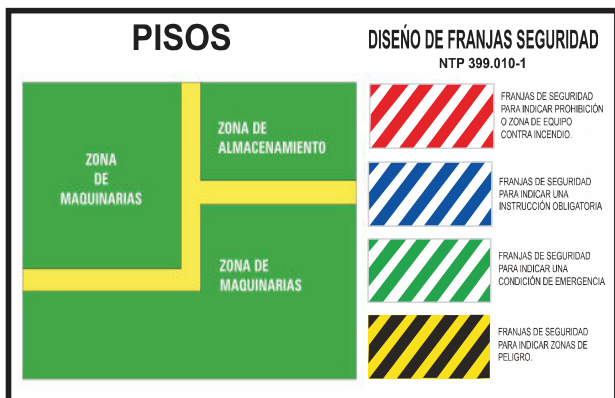 PISOS
ZONA
DE
MAQUINARIAS
ZONA DE
ALMACENAMIENTO
ZONA DE
MAQUINARIAS
DISEÑO DE FRANJAS SEGURIDAD
NTP 399.010-1
FRANJAS DE SEGURIDAD
PARA INDICAR PROHIBICIÓN
O ZONA DE EQUIPO
CONTRA INCENDIO.
FRANJAS DE SEGURIDAD
PARA INDICAR UNA
INSTRUCCIÓN OBLIGATORIA
FRANJAS DE SEGURIDAD
PARA INDICAR UNA
CONDICIÓN DE EMERGENCIA
FRANJAS DE SEGURIDAD
PARA INDICAR ZONAS DE
PELIGRO.